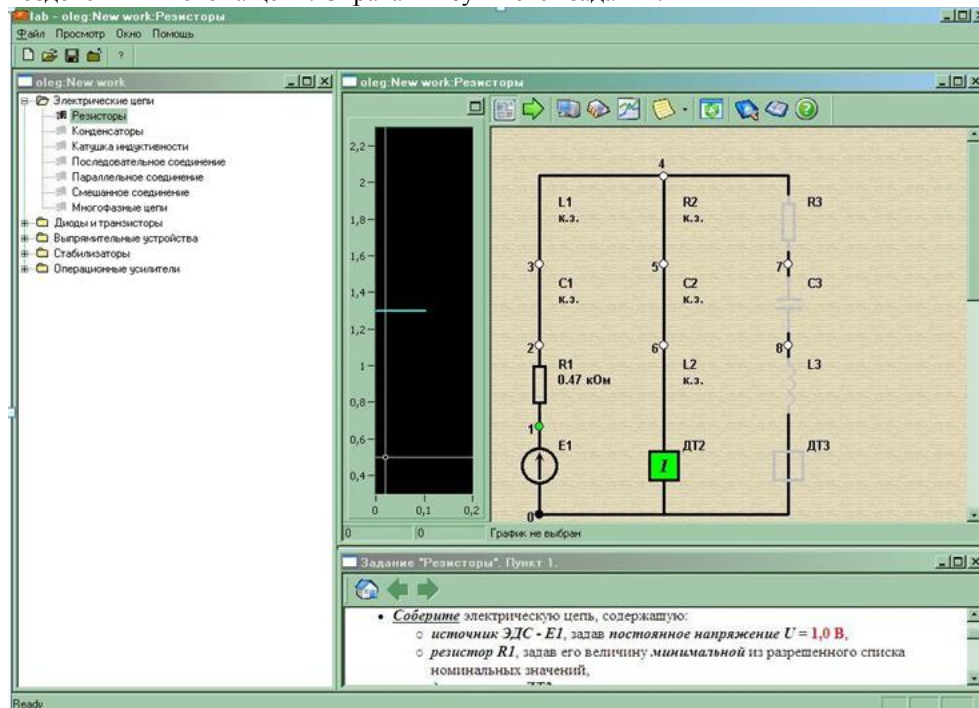 lab - oleg:New work:Резисторы
Файл Просмотр Окно Помощь
?
oleg:New work
Электрические цепи
Резисторы
Конденсаторы
Катушка индуктивности
Последовательное соединение
Параллельное соединение
Смешанное соединение
Многофазные цепи
Диоды и транзисторы
Выпрямительные устройства
Стабилизаторы
Операционные усилители
oleg:New work:Резисторы
2,2
2
1,8
1,6
1,4
1,2
1
0,8
0,6
0,4
0 0,1 0,2
0 0 График не выбран
4
L1 R2 R3
к.з. к.з.
3 5 7
C1 C2 C3
к.з. к.з.
2 6 8
R1 L2 L3
0.47 кОм к.з.
1
E1 ДТ2 ДТ3
I
0
Задание "Резисторы". Пункт 1.
Соберите электрическую цепь, содержащую:
источник ЭДС - E1, задав постоянное напряжение U = 1,0 В,
резистор R1, задав его величину минимальной из разрешенного списка
номинальных значений,
Ready